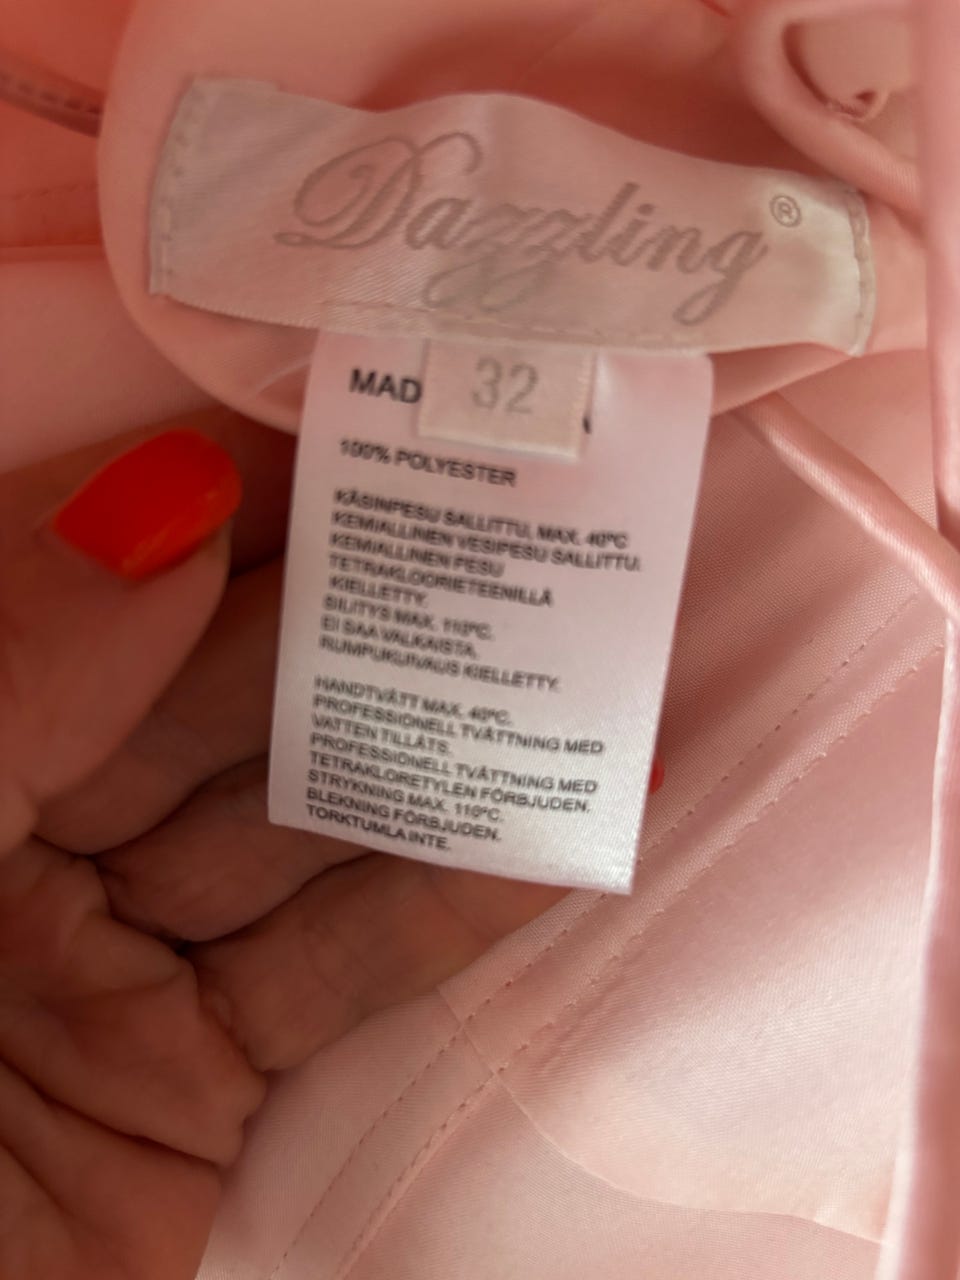 Dazzling®
32
MAD
100% POLYESTER
KÄSINPESU SALLITTU, MAX. 40°C
KEMIALLINEN VESIPESU SALLITTU.
KEMIALLINEN PESU
TETRAKLOORIETEENILLÄ
KIELLETTY.
SILITYS MAX. 110°C.
EI SAA VALKAISTA.
RUMPUKUIVAUS KIELLETTY.
HANDTVÄTT MAX. 40°C.
PROFESSIONELL TVÄTTNING MED
VATTEN TILLÅTS.
PROFESSIONELL TVÄTTNING MED
TETRAKLORETYLEN FÖRBJUDEN.
STRYKNING MAX. 110°C.
BLEKNING FÖRBJUDEN.
TORKTUMLA INTE.